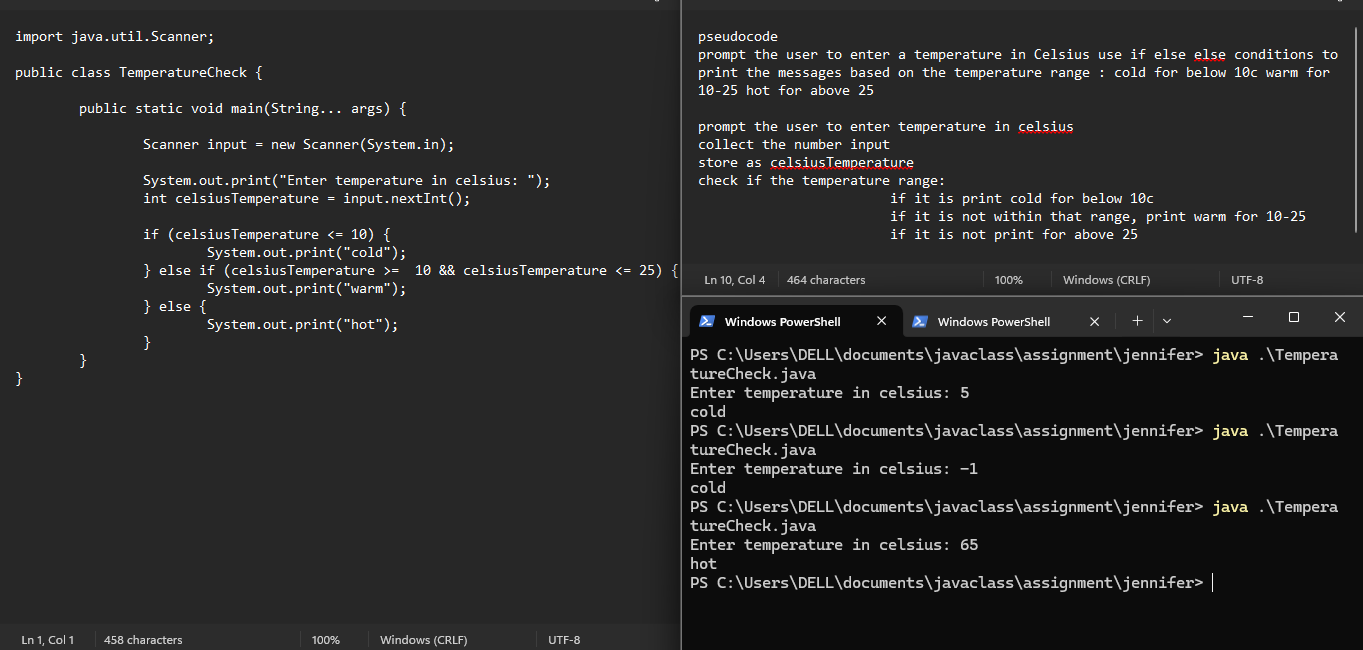 import java.util.Scanner;
public class TemperatureCheck {
public static void main(String... args) {
Scanner input = new Scanner(System.in);
System.out.print("Enter temperature in celsius: ");
int celsiusTemperature = input.nextInt();
if (celsiusTemperature <= 10) {
System.out.print("cold");
} else if (celsiusTemperature >=  10 && celsiusTemperature <= 25) {
System.out.print("warm");
} else {
System.out.print("hot");
}
}
}
Ln 1, Col 1
458 characters
100%
Windows (CRLF)
UTF-8
pseudocode
prompt the user to enter a temperature in Celsius use if else else conditions to
print the messages based on the temperature range : cold for below 10c warm for
10-25 hot for above 25
prompt the user to enter temperature in celsius
collect the number input
store as celsiusTemperature
check if the temperature range:
if it is print cold for below 10c
if it is not within that range, print warm for 10-25
if it is not print for above 25
Ln 10, Col 4
464 characters
100%
Windows (CRLF)
UTF-8
Windows PowerShell
Windows PowerShell
PS C:\Users\DELL\documents\javaclass\assignment\jennifer> java .\Tempera
tureCheck.java
Enter temperature in celsius: 5
cold
PS C:\Users\DELL\documents\javaclass\assignment\jennifer> java .\Tempera
tureCheck.java
Enter temperature in celsius: -1
cold
PS C:\Users\DELL\documents\javaclass\assignment\jennifer> java .\Tempera
tureCheck.java
Enter temperature in celsius: 65
hot
PS C:\Users\DELL\documents\javaclass\assignment\jennifer>